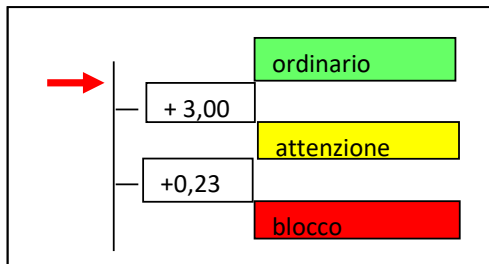 ordinario
+ 3,00
attenzione
+0,23
blocco